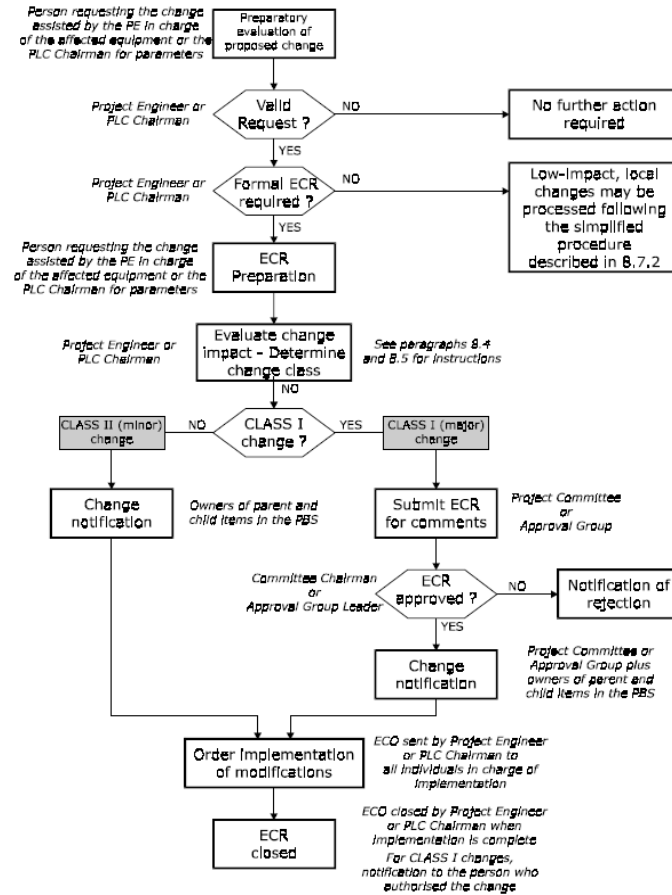 Person requesting the change
assisted by the PE in charge
of the affected equipment or the
PLC Chairman for parameters
Preparatory
evaluation of
proposed change
Project Engineer or
PLC Chairman
Valid
Request ?
NO
No further action
required
YES
Project Engineer or
PLC Chairman
Formal ECR
required ?
NO
Low-impact, local
changes may be
processed following
the simplified
procedure
described in 8.7.2
YES
Person requesting the change
assisted by the PE in charge
of the affected equipment or the
PLC Chairman for parameters
ECR
Preparation
Project Engineer or
PLC Chairman
Evaluate change
impact - Determine
change class
See paragraphs 8.4
and 8.5 for instructions
NO
CLASS II (minor)
change
NO
CLASS I
change ?
YES
CLASS I (major)
change
Change
notification
Owners of parent and
child items in the PBS
Submit ECR
for comments
Project Committee
or
Approval Group
Committee Chairman
or
Approval Group Leader
ECR
approved ?
NO
Notification of
rejection
YES
Change
notification
Project Committee or
Approval Group plus
owners of parent and
child items in the PBS
Order implementation
of modifications
ECO sent by Project Engineer
or PLC Chairman to
all individuals in charge of
implementation
ECR
closed
ECO closed by Project Engineer
or PLC Chairman when
implementation is complete
For CLASS I changes,
notification to the person who
authorised the change